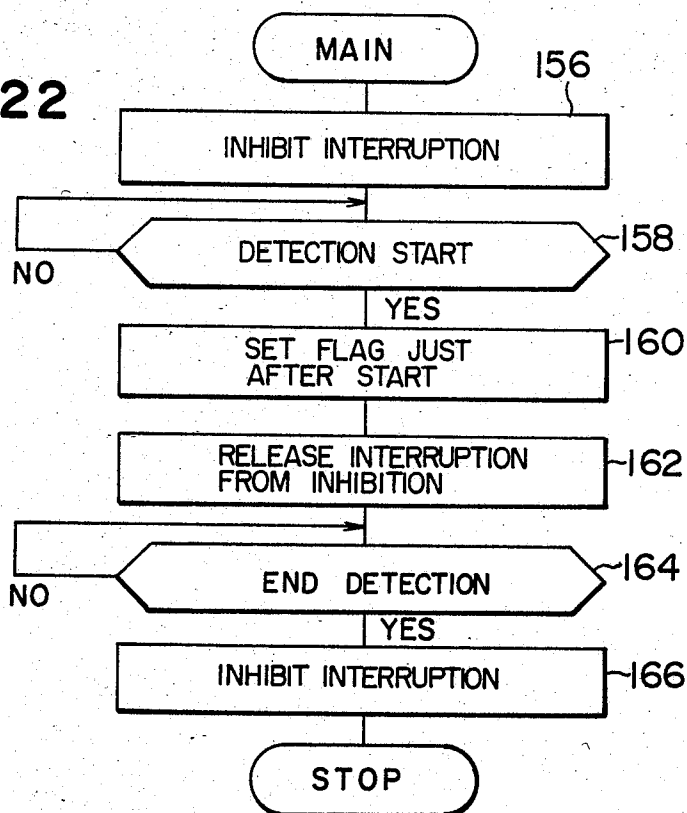 MAIN
156
22
INHIBIT INTERRUPTION
DETECTION START
158
NO
YES
SET FLAG JUST
AFTER START
160
RELEASE INTERRUPTION
FROM INHIBITION
162
END DETECTION
164
NO
YES
INHIBIT INTERRUPTION
166
STOP